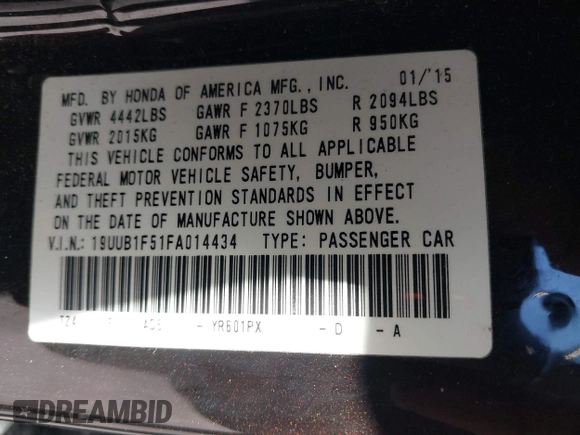 MFD. BY HONDA OF AMERICA MFG., INC. 01/'15
GVWR 4442LBS GAWR F 2370LBS R 2094LBS
GVWR 2015KG GAWR F 1075KG R 950KG
THIS VEHICLE CONFORMS TO ALL APPLICABLE
FEDERAL MOTOR VEHICLE SAFETY, BUMPER,
AND THEFT PREVENTION STANDARDS IN EFFECT
ON THE DATE OF MANUFACTURE SHOWN ABOVE.
V.I.N.: 19UUB1F51FA014434 TYPE: PASSENGER CAR
TZ4 - YR601PX - D - A
DREAMBID